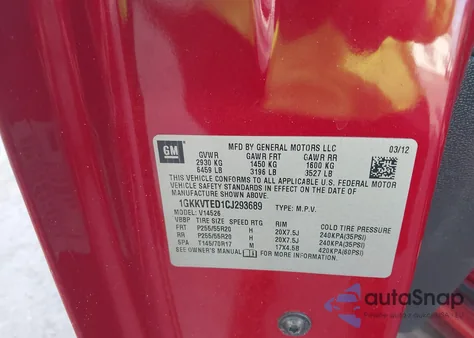 GM
MFD BY GENERAL MOTORS LLC 03/12
GVWR GAWR FRT GAWR RR
2930 KG 1450 KG 1600 KG
6459 LB 3196 LB 3527 LB
THIS VEHICLE CONFORMS TO ALL APPLICABLE U.S. FEDERAL MOTOR
VEHICLE SAFETY AND THEFT PREVENTION STANDARDS IN EFFECT ON THE DATE OF
MANUFACTURE SHOWN ABOVE.
1GKKVTED1CJ293689 TYPE: M.P.V.
MODEL: V14526
VBTO TIRE SIZE SPEED RTG RIM COLD TIRE PRESSURE
FRT P255/55R20 H 20X7.5J 240KPA(35PSI)
RR P255/55R20 H 20X7.5J 240KPA(35PSI)
SPA T145/70R17 M 17X4.5B 420KPA(60PSI)
SEE OWNER'S MANUAL FOR MORE INFORMATION.
autoSnap